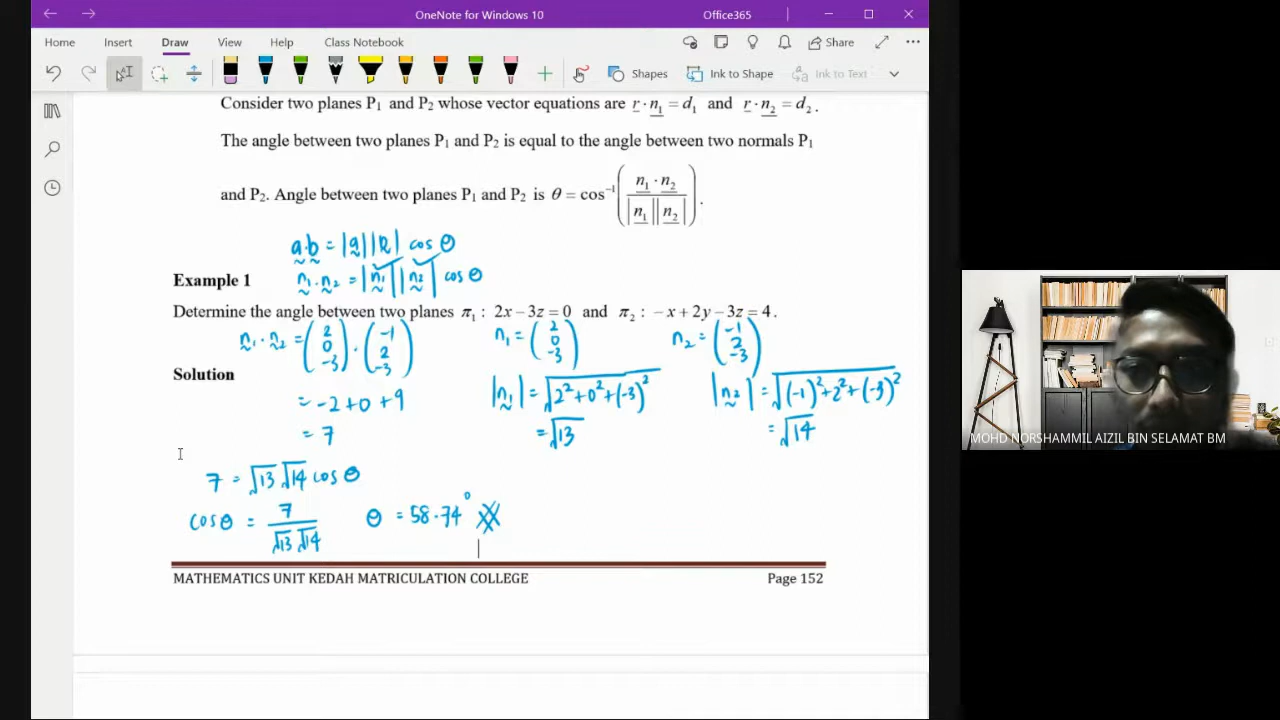 OneNote for Windows 10
Office365
Home Insert Draw View Help Class Notebook
Share
Shapes Ink to Shape Ink to Text
Consider two planes P₁ and P₂ whose vector equations are r · n₁ = d₁ and r · n₂ = d₂.
The angle between two planes P₁ and P₂ is equal to the angle between two normals P₁
and P₂. Angle between two planes P₁ and P₂ is θ = cos⁻¹( n₁ · n₂ / |n₁||n₂| ).
a·b = |a||b| cos θ
Example 1
n₁·n₂ = |n₁||n₂| cos θ
Determine the angle between two planes π₁ : 2x − 3z = 0 and π₂ : −x + 2y − 3z = 4.
n₁·n₂ = (2 0 −3) · (−1 2 −3)
n₁ = (2 0 −3)
n₂ = (−1 2 −3)
Solution
= −2 + 0 + 9
= 7
|n₁| = √(2² + 0² + (−3)²)
= √13
|n₂| = √((−1)² + 2² + (−3)²)
= √14
7 = √13 √14 cos θ
cos θ = 7 / √13 √14
θ = 58.74°
MATHEMATICS UNIT KEDAH MATRICULATION COLLEGE Page 152
MOHD NORSHAMMIL AIZIL BIN SELAMAT BM